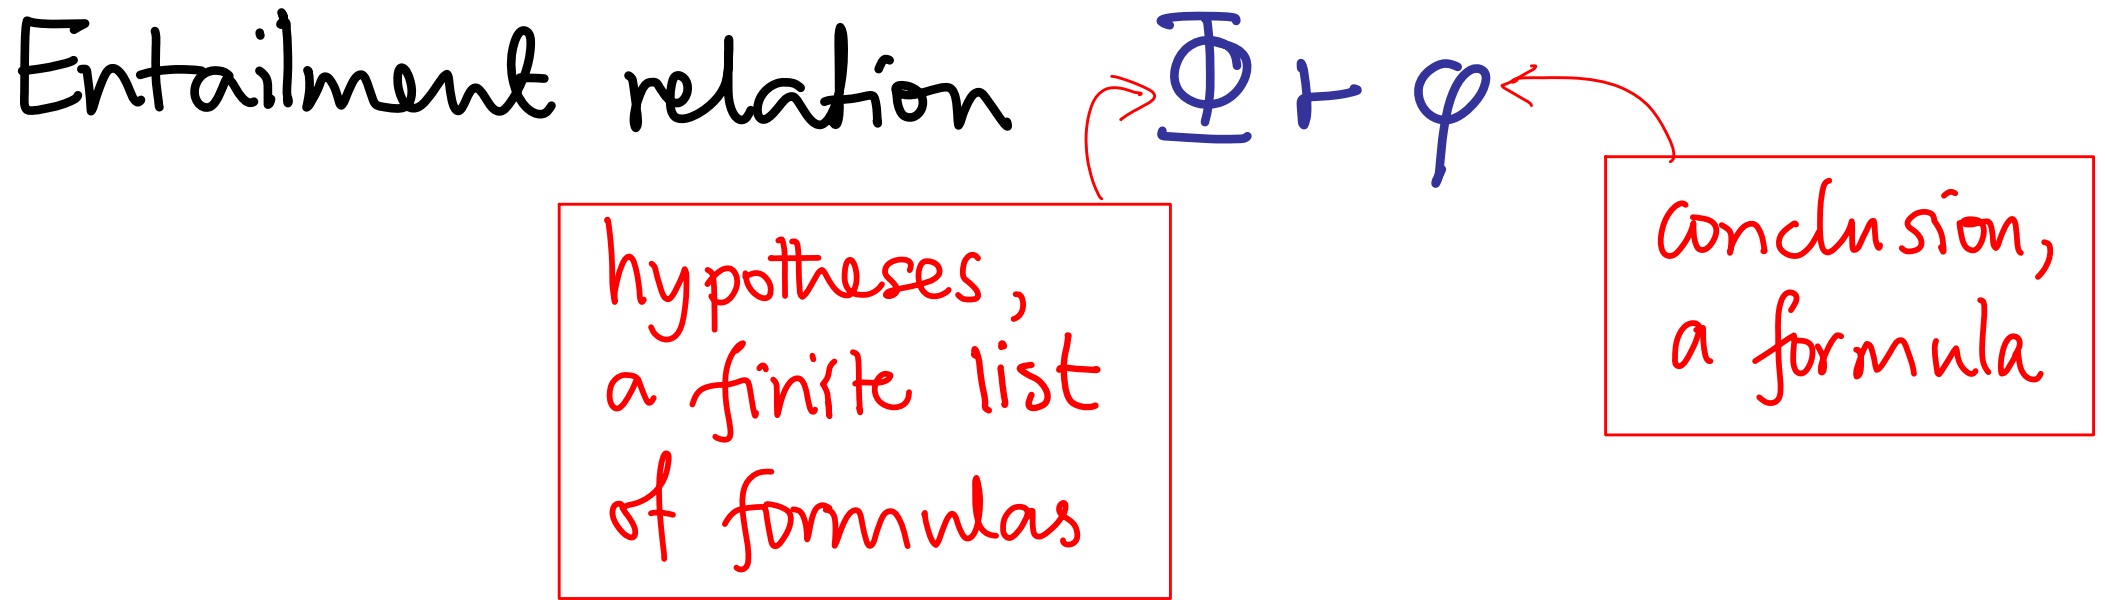 Entailment relation Φ ⊢ φ
hypotheses,
a finite list
of formulas
conclusion,
a formula